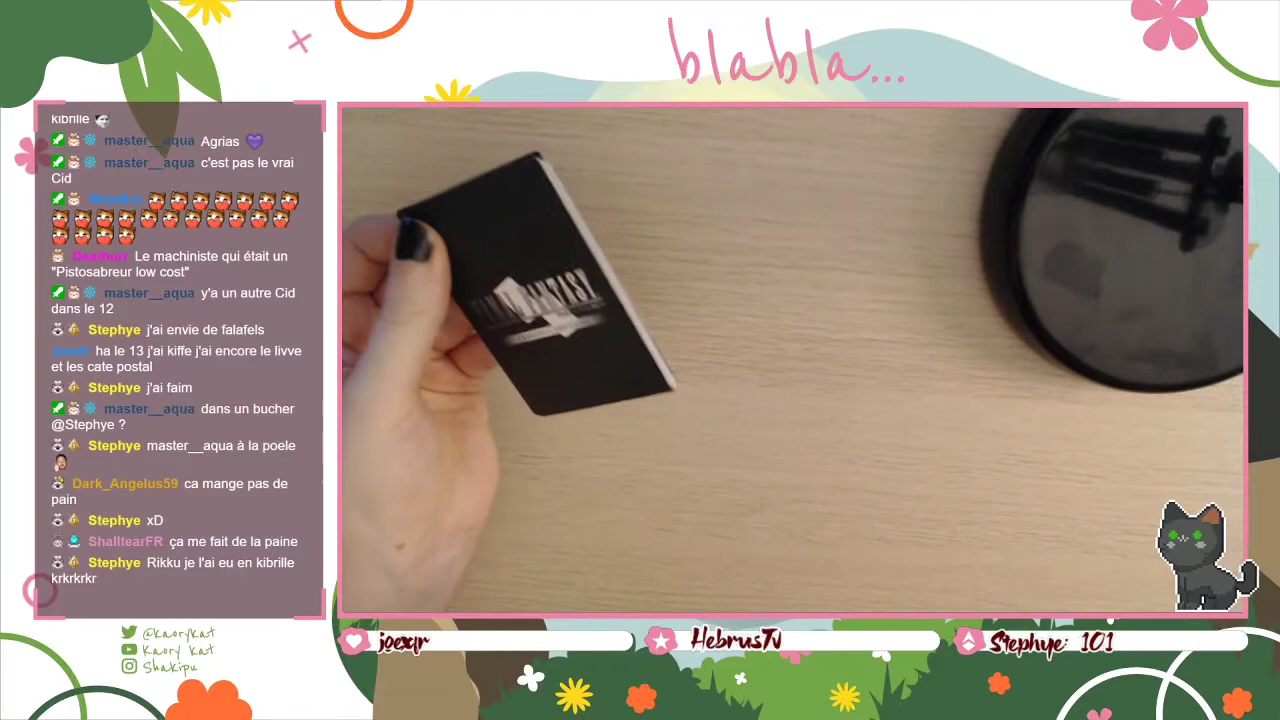 blabla...
kibrille
master__aqua Agrias
master__aqua c'est pas le vrai
Cid
Daathurr Le machiniste qui était un
"Pistosabreur low cost"
master__aqua y'a un autre Cid
dans le 12
Stephye j'ai envie de falafels
ha le 13 j'ai kiffe j'ai encore le livve
et les cate postal
Stephye j'ai faim
master__aqua dans un bucher
@Stephye ?
Stephye master__aqua à la poele
Dark_Angelus59 ca mange pas de
pain
Stephye xD
ShalltearFR ça me fait de la paine
Stephye Rikku je l'ai eu en kibrille
krkrkrkr
FINAL FANTASY
@kaorykat
Kaory kat
Shakipu
joexqr
HebrusTV
Stephye: 101